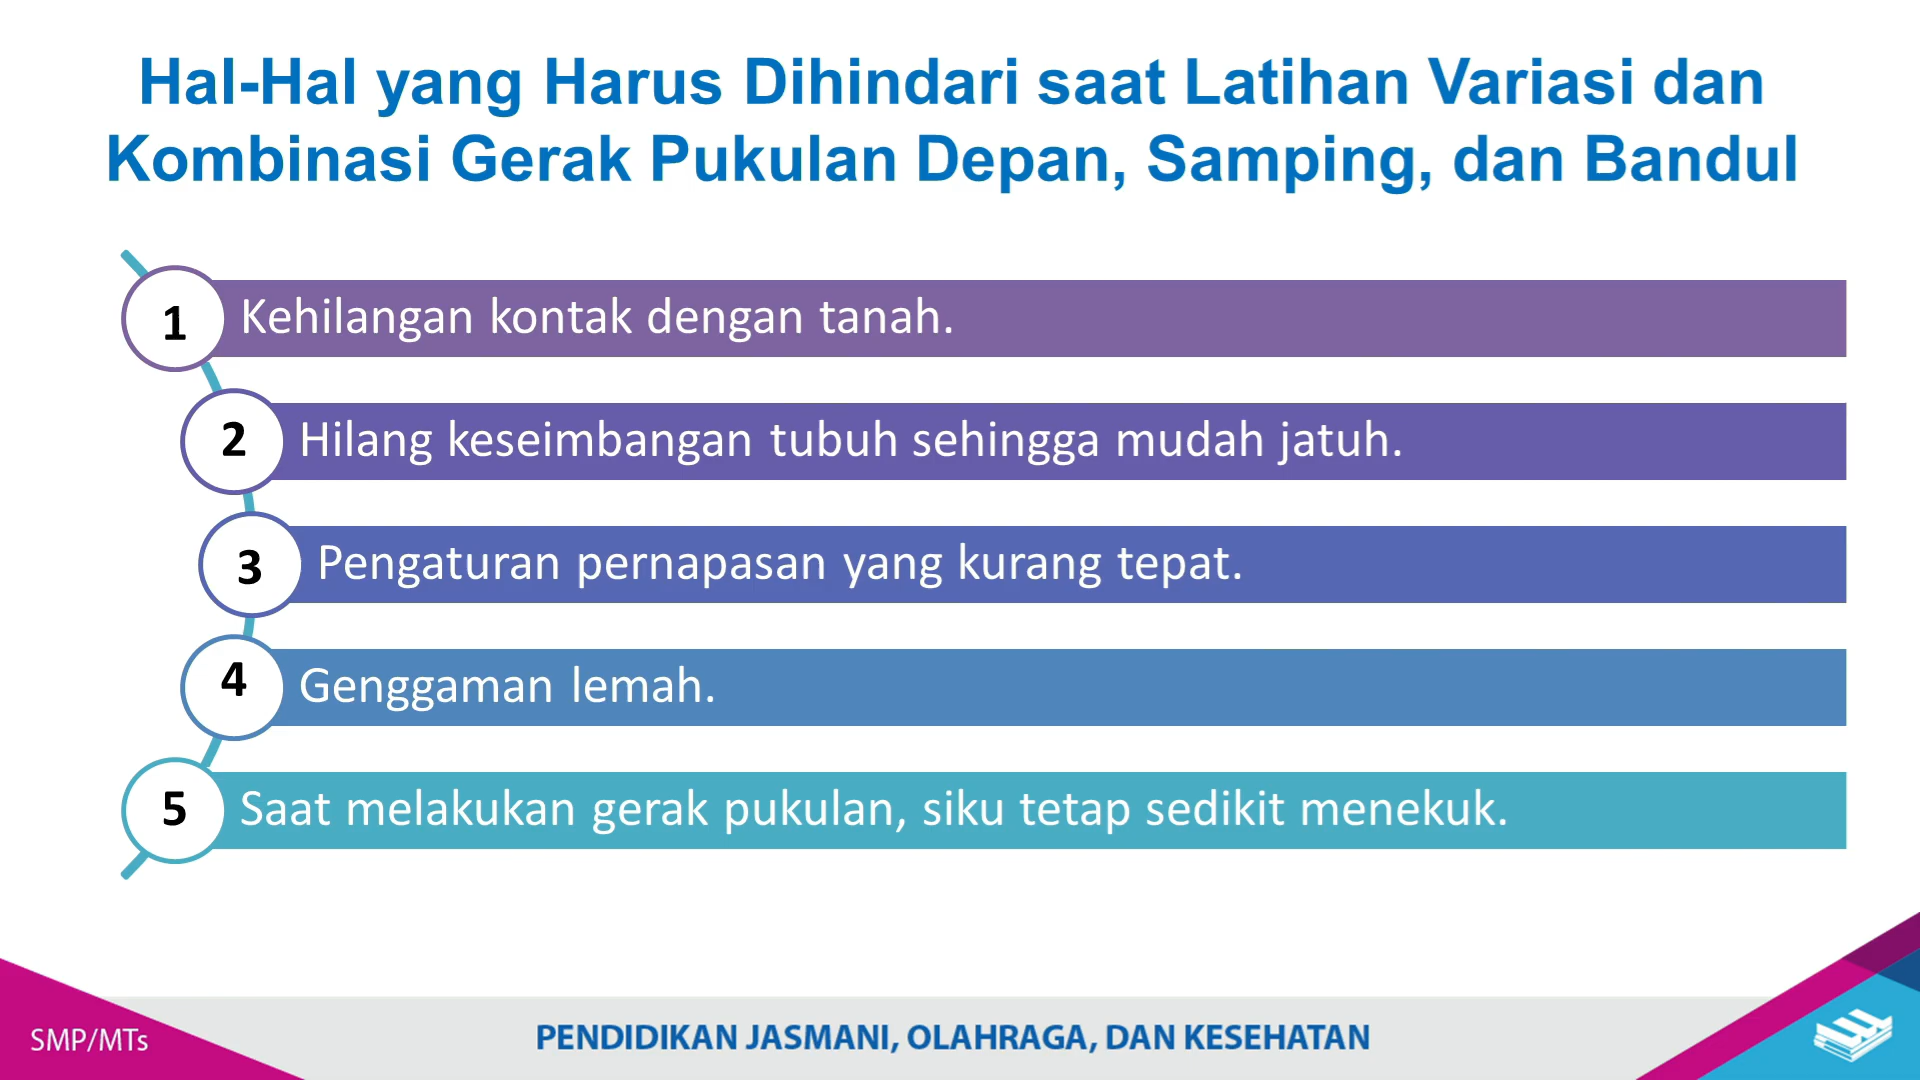 Hal-Hal yang Harus Dihindari saat Latihan Variasi dan
Kombinasi Gerak Pukulan Depan, Samping, dan Bandul
1 Kehilangan kontak dengan tanah.
2 Hilang keseimbangan tubuh sehingga mudah jatuh.
3 Pengaturan pernapasan yang kurang tepat.
4 Genggaman lemah.
5 Saat melakukan gerak pukulan, siku tetap sedikit menekuk.
SMP/MTs
PENDIDIKAN JASMANI, OLAHRAGA, DAN KESEHATAN